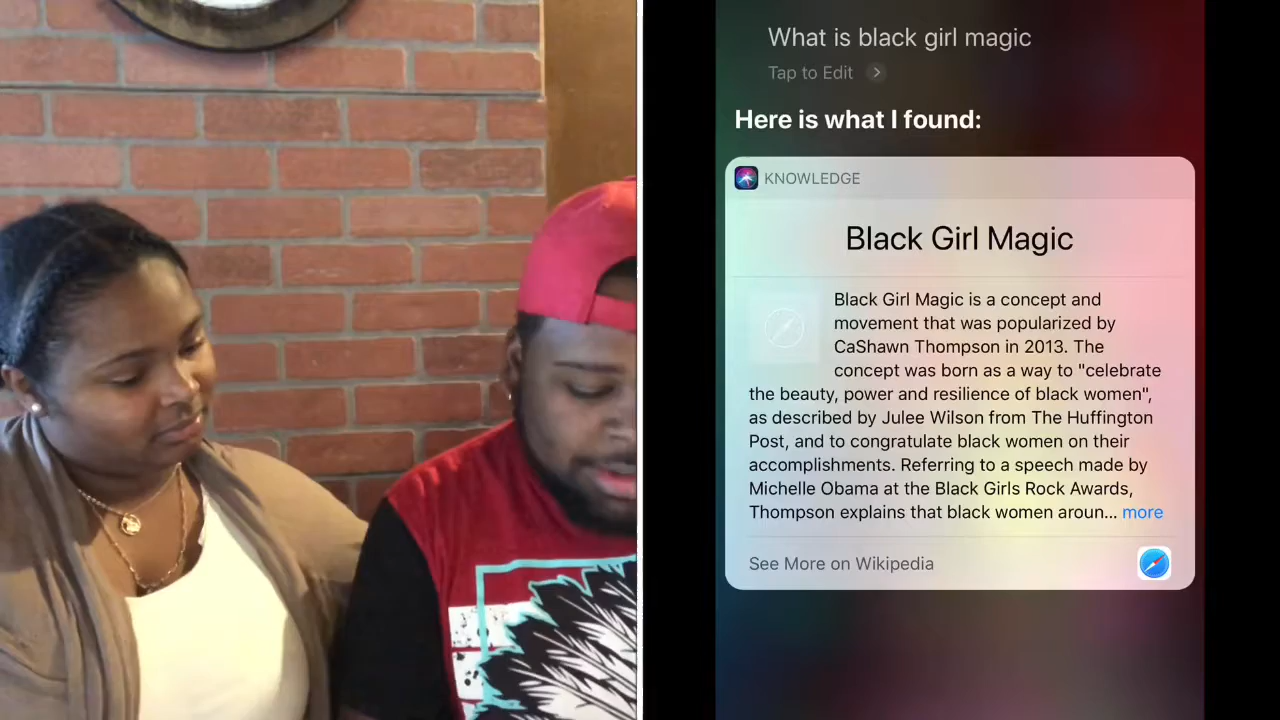 What is black girl magic
Tap to Edit
Here is what I found:
KNOWLEDGE
Black Girl Magic
Black Girl Magic is a concept and
movement that was popularized by
CaShawn Thompson in 2013. The
concept was born as a way to "celebrate
the beauty, power and resilience of black women",
as described by Julee Wilson from The Huffington
Post, and to congratulate black women on their
accomplishments. Referring to a speech made by
Michelle Obama at the Black Girls Rock Awards,
Thompson explains that black women aroun... more
See More on Wikipedia